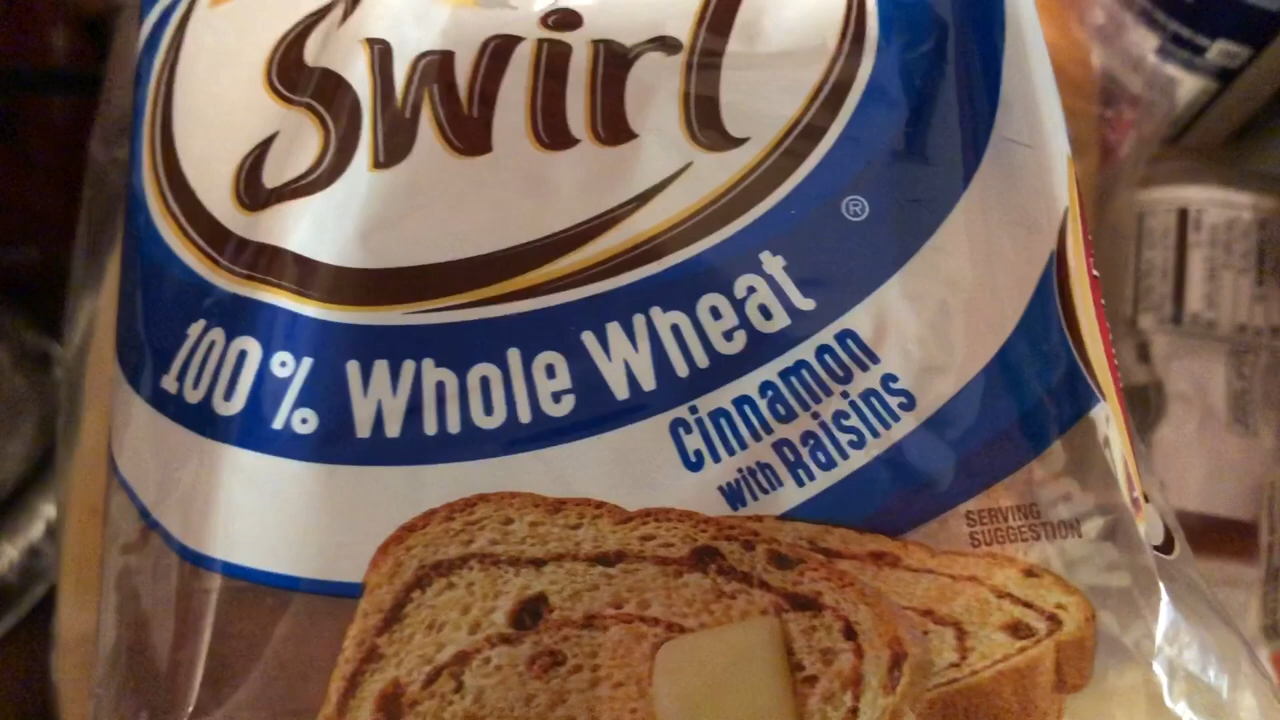 Swirl
®
100% Whole Wheat
Cinnamon
with Raisins
SERVING
SUGGESTION